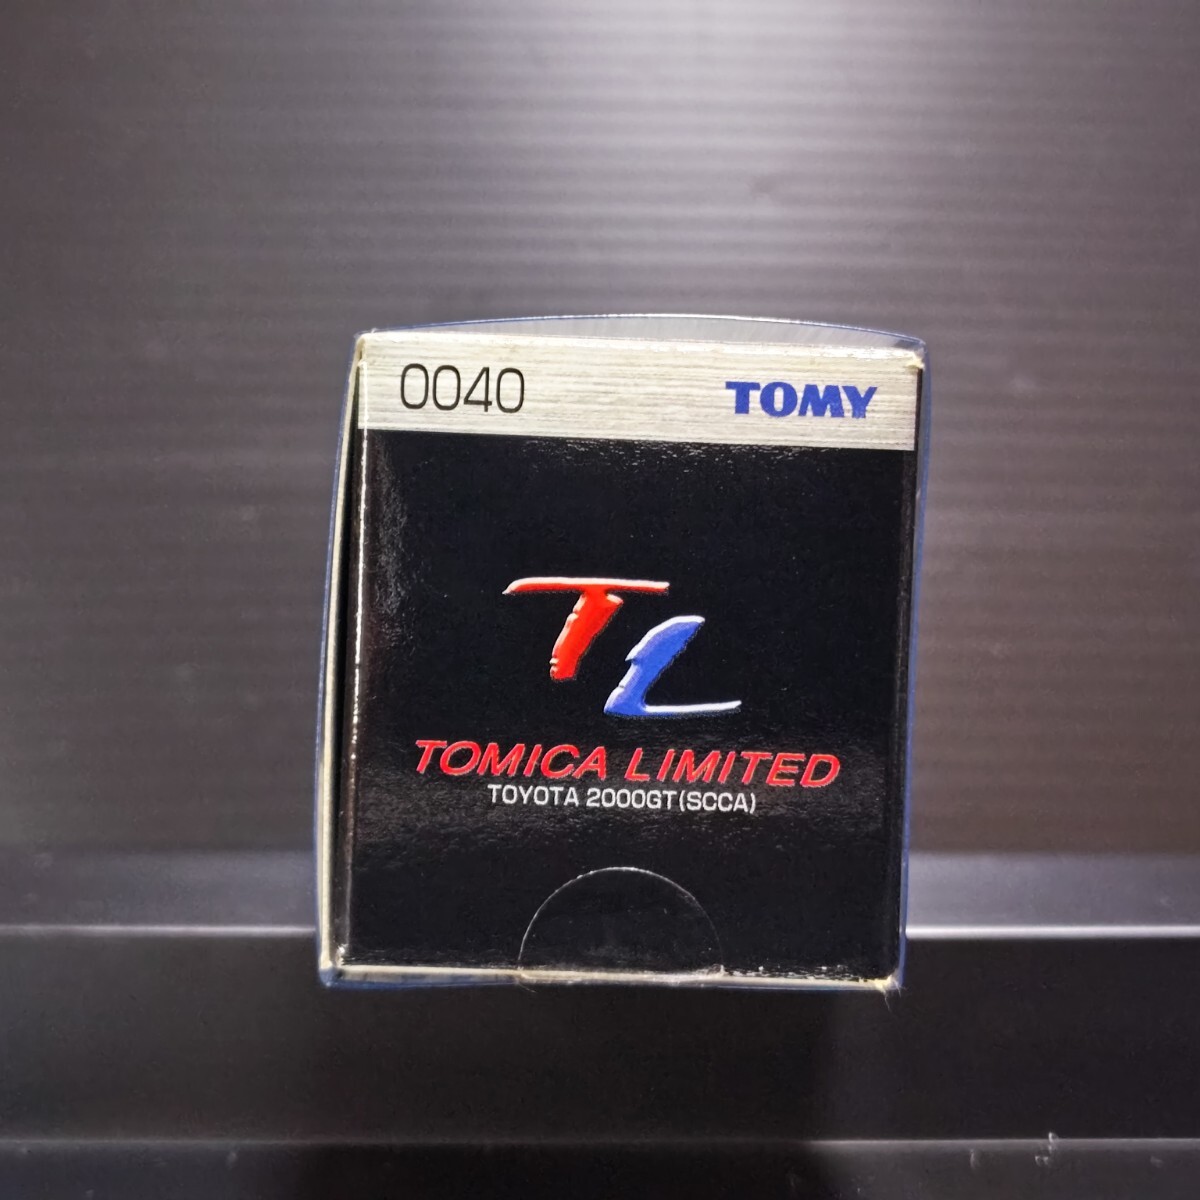 0040 TOMY
TL
TOMICA LIMITED
TOYOTA 2000GT(SCCA)